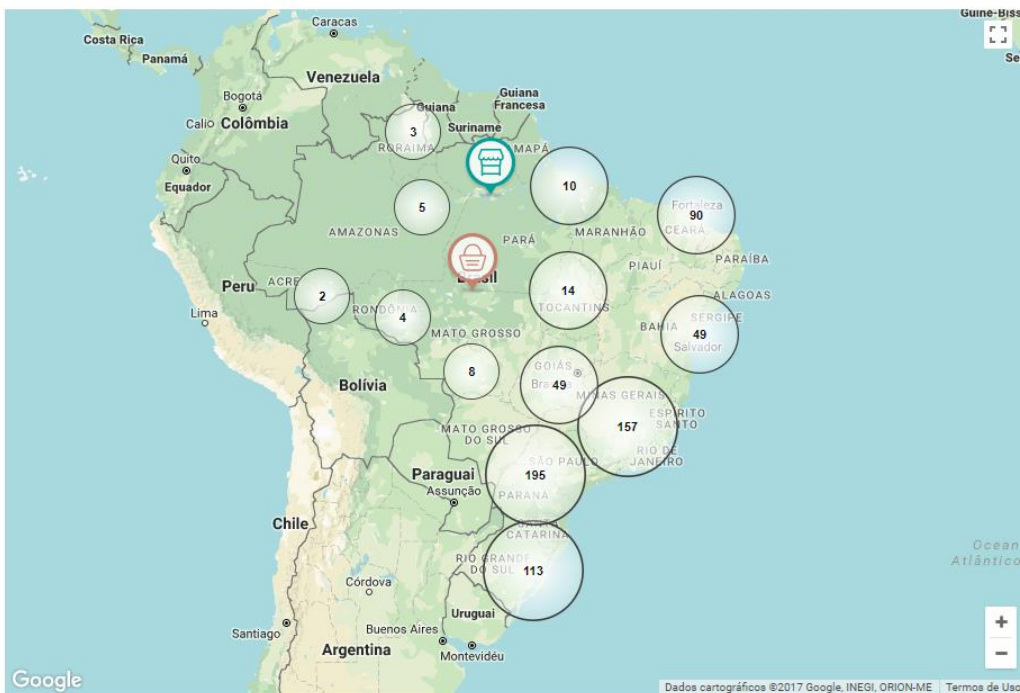 Caracas
Guiné-Biss
Costa Rica
Panamá
Venezuela
Se
Bogotá
Guiana
Guiana
Francesa
Cali
Colômbia
Suriname
3
RORAIMA
AMAPÁ
Quito
Equador
10
5
Fortaleza
90
CEARÁ
AMAZONAS
PARÁ
MARANHÃO
PIAUÍ
PARAÍBA
Brasil
ACRE
2
Peru
14
TOCANTINS
ALAGOAS
RONDÔNIA
4
Lima
SERGIPE
BAHIA
49
Salvador
MATO GROSSO
GOIÁS
8
49
Bolívia
MINAS GERAIS
ESPÍRITO
SANTO
157
MATO GROSSO
DO SUL
RIO DE
JANEIRO
SÃO PAULO
195
Paraguai
Assunção
PARANÁ
Chile
SANTA
CATARINA
Ocean
Atlântico
RIO GRANDE
DO SUL
113
Córdova
Uruguai
Santiago
Buenos Aires
Argentina
Montevidéu
+
−
Google
Dados cartográficos ©2017 Google, INEGI, ORION-ME
Termos de Uso